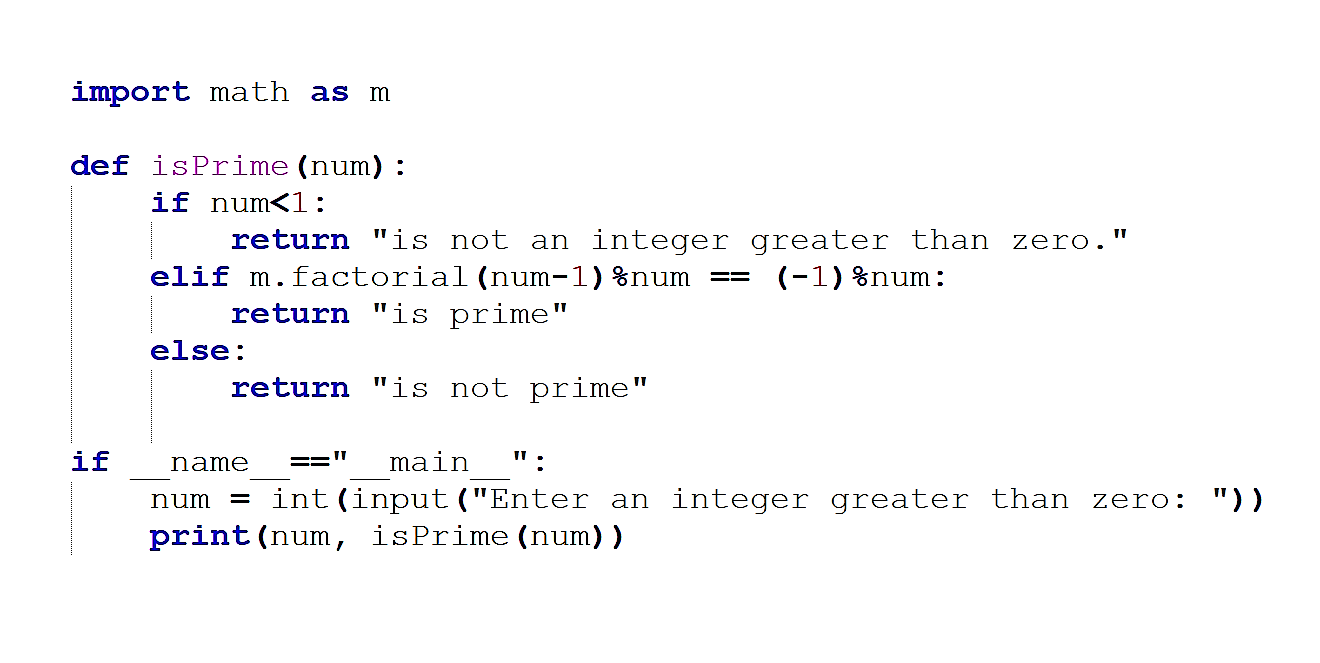 import math as m
def isPrime(num):
    if num<1:
        return "is not an integer greater than zero."
    elif m.factorial(num-1)%num == (-1)%num:
        return "is prime"
    else:
        return "is not prime"
if __name__=="__main__":
    num = int(input("Enter an integer greater than zero: "))
    print(num, isPrime(num))